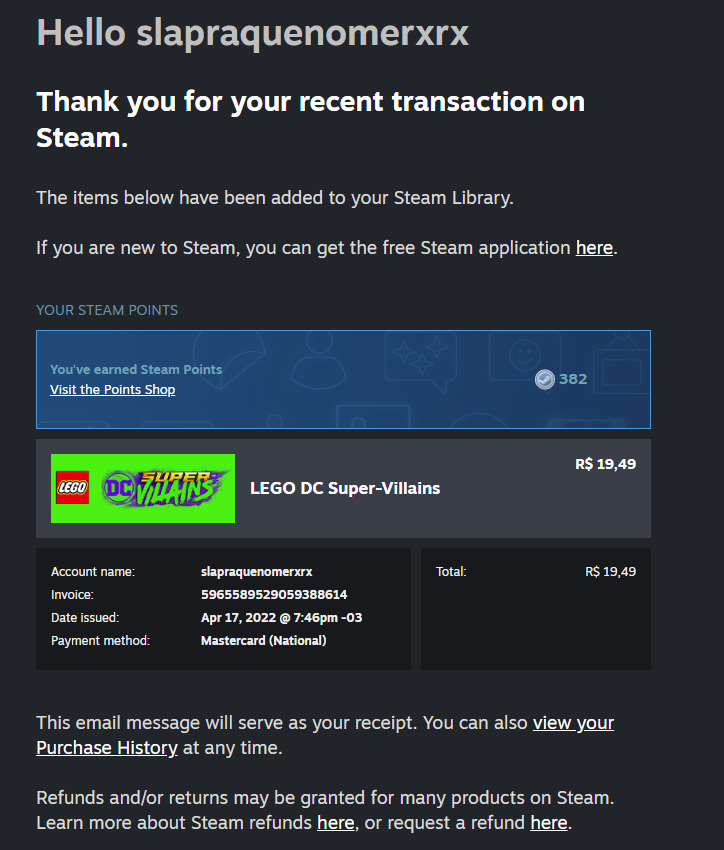 Hello slapraquenomerxrx
Thank you for your recent transaction on
Steam.
The items below have been added to your Steam Library.
If you are new to Steam, you can get the free Steam application here.
YOUR STEAM POINTS
You've earned Steam Points
Visit the Points Shop
382
LEGO DC SUPER VILLAINS
LEGO DC Super-Villains
R$ 19,49
Account name: slapraquenomerxrx
Invoice: 5965589529059388614
Date issued: Apr 17, 2022 @ 7:46pm -03
Payment method: Mastercard (National)
Total: R$ 19,49
This email message will serve as your receipt. You can also view your
Purchase History at any time.
Refunds and/or returns may be granted for many products on Steam.
Learn more about Steam refunds here, or request a refund here.